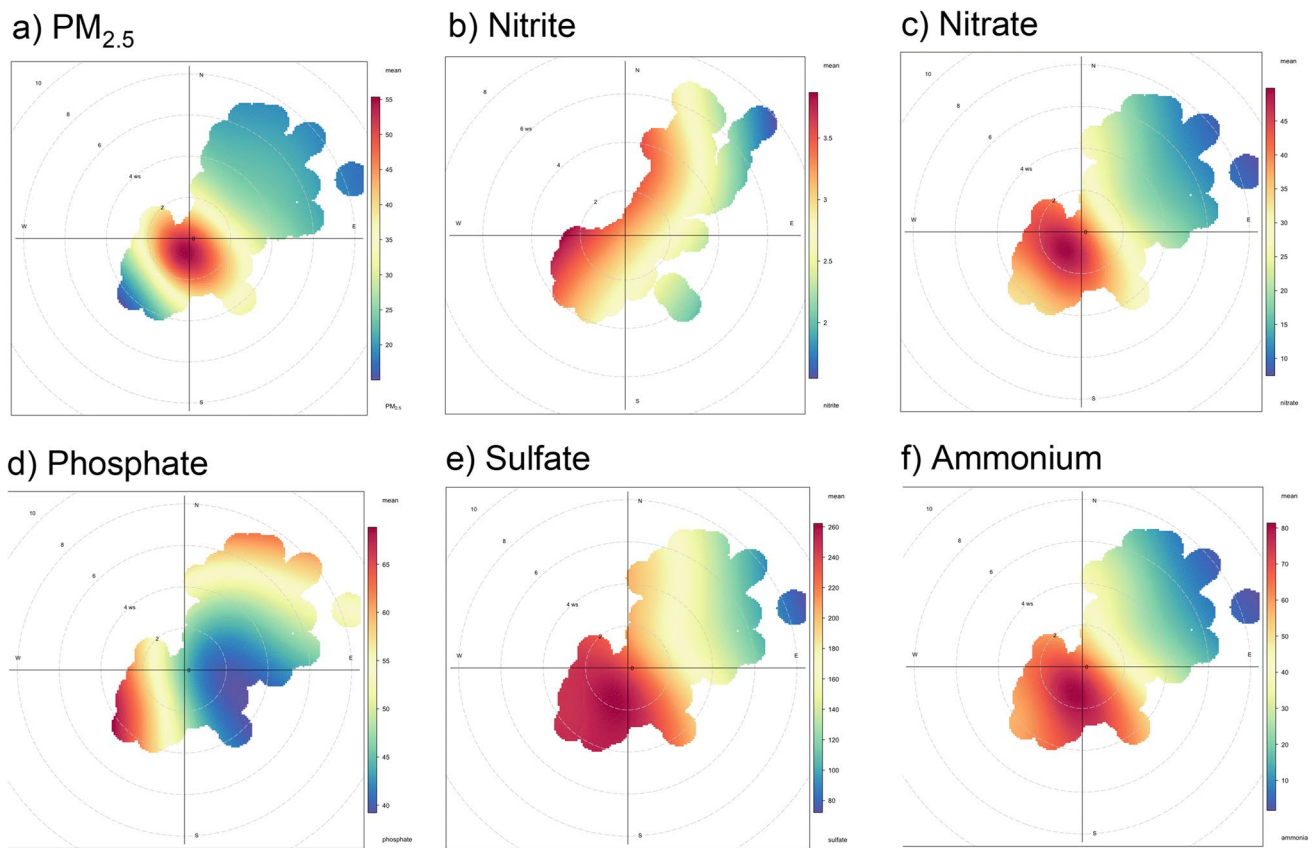 a) PM2.5
mean
10
8
6
4 ws
2
0
N
E
S
W
55
50
45
40
35
30
25
20
PM2.5
b) Nitrite
mean
8
6 ws
4
2
N
E
S
W
3.5
3
2.5
2
nitrite
c) Nitrate
mean
10
8
6
4 ws
2
0
N
E
S
W
45
40
35
30
25
20
15
10
nitrate
d) Phosphate
mean
10
8
6
4 ws
2
0
N
E
S
W
65
60
55
50
45
40
phosphate
e) Sulfate
mean
10
8
6
4 ws
2
0
N
E
S
W
260
240
220
200
180
160
140
120
100
80
sulfate
f) Ammonium
mean
10
8
6
4 ws
2
0
N
E
S
W
80
70
60
50
40
30
20
10
ammonia